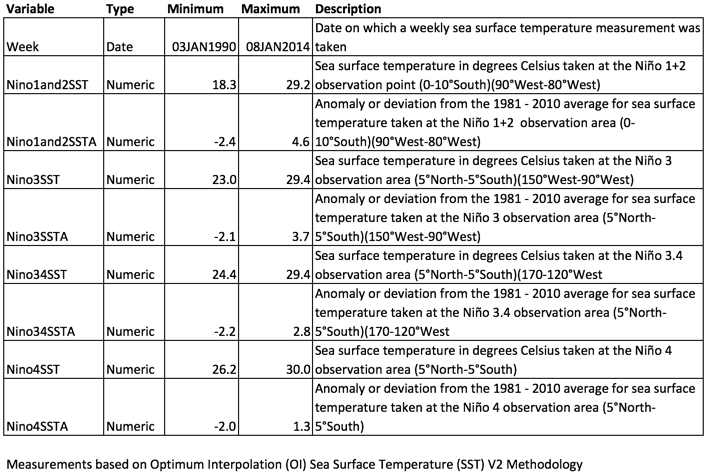 Variable Type Minimum Maximum Description
Date on which a weekly sea surface temperature measurement was
Week Date 03JAN1990 08JAN2014 taken
Sea surface temperature in degrees Celsius taken at the Niño 1+2
Nino1and2SST Numeric 18.3 29.2 observation point (0-10°South)(90°West-80°West)
Anomaly or deviation from the 1981 - 2010 average for sea surface
temperature taken at the Niño 1+2 observation area (0-
Nino1and2SSTA Numeric -2.4 4.6 10°South)(90°West-80°West)
Sea surface temperature in degrees Celsius taken at the Niño 3
Nino3SST Numeric 23.0 29.4 observation area (5°North-5°South)(150°West-90°West)
Anomaly or deviation from the 1981 - 2010 average for sea surface
temperature taken at the Niño 3 observation area (5°North-
Nino3SSTA Numeric -2.1 3.7 5°South)(150°West-90°West)
Sea surface temperature in degrees Celsius taken at the Niño 3.4
Nino34SST Numeric 24.4 29.4 observation area (5°North-5°South)(170-120°West
Anomaly or deviation from the 1981 - 2010 average for sea surface
temperature taken at the Niño 3.4 observation area (5°North-
Nino34SSTA Numeric -2.2 2.8 5°South)(170-120°West
Sea surface temperature in degrees Celsius taken at the Niño 4
Nino4SST Numeric 26.2 30.0 observation area (5°North-5°South)
Anomaly or deviation from the 1981 - 2010 average for sea surface
temperature taken at the Niño 4 observation area (5°North-
Nino4SSTA Numeric -2.0 1.3 5°South)
Measurements based on Optimum Interpolation (OI) Sea Surface Temperature (SST) V2 Methodology